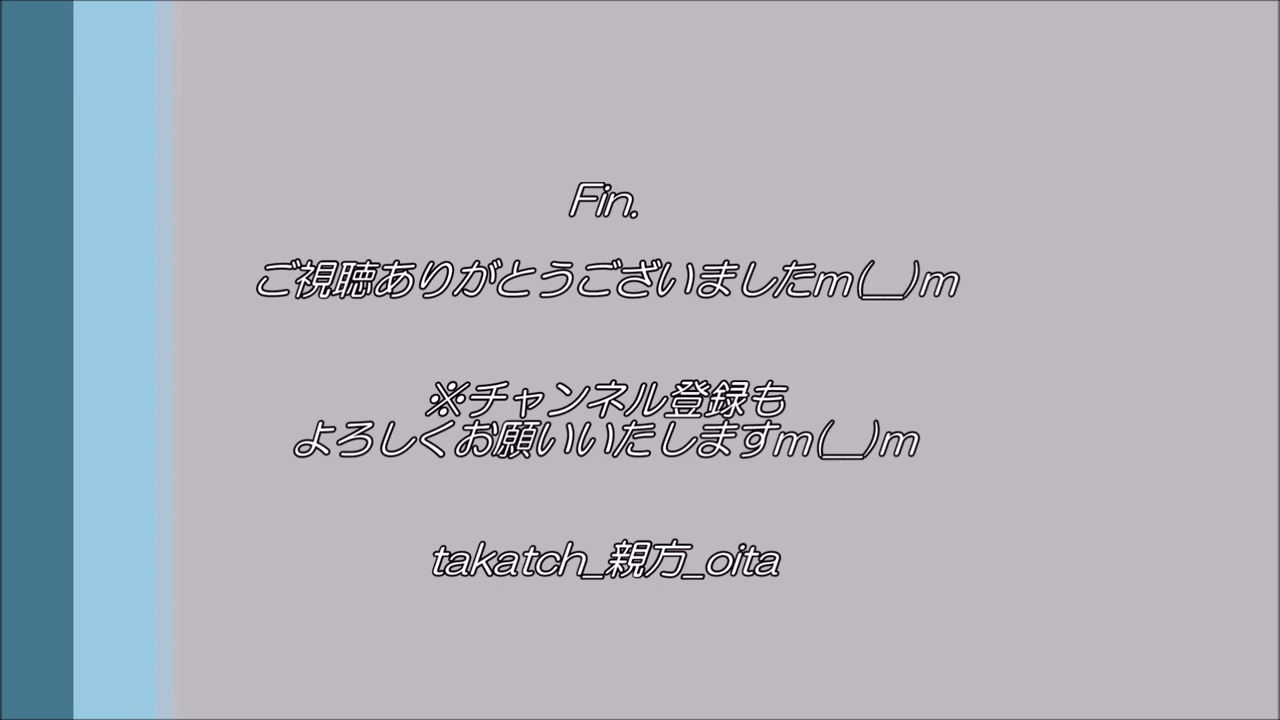 Fin.
ご視聴ありがとうございましたm(__)m
※チャンネル登録も
よろしくお願いいたしますm(__)m
takatch_親方_oita